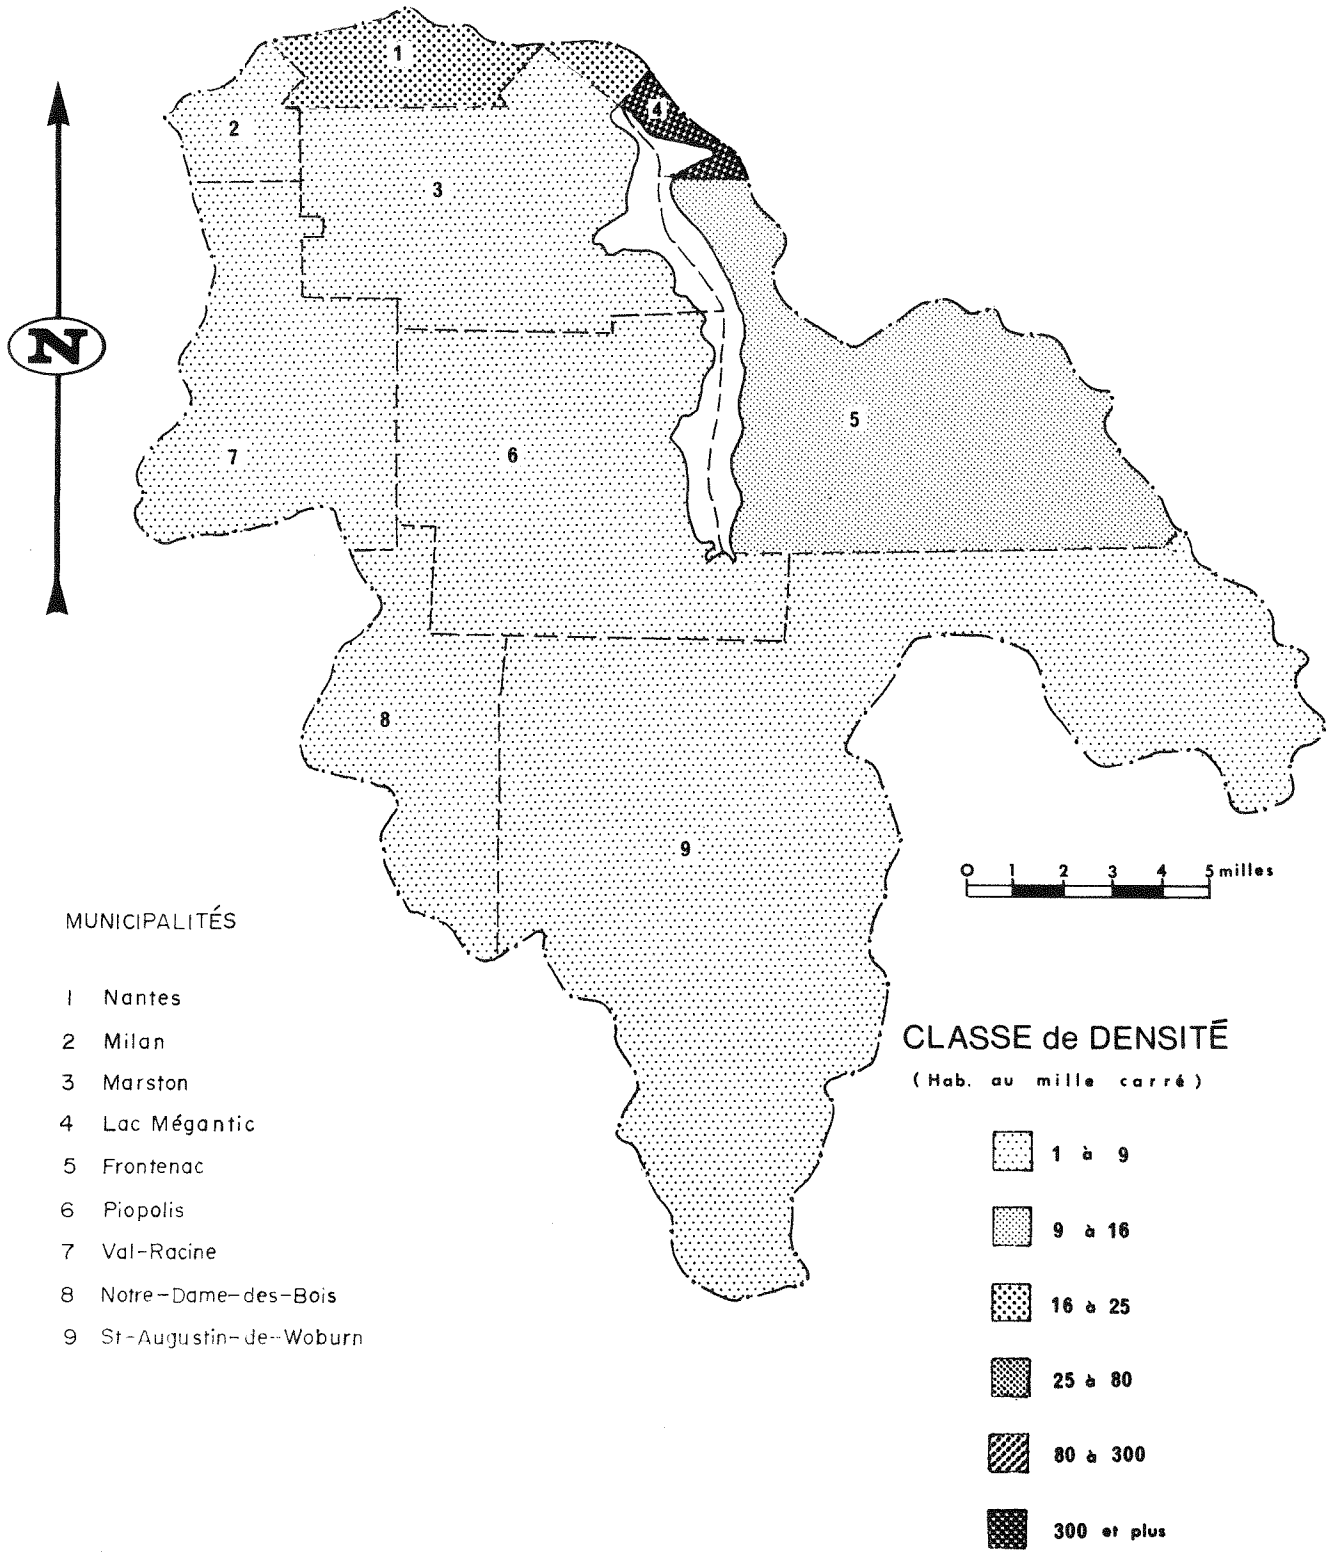 1
2
4
3
N
5
6
7
8
9
0 1 2 3 4 5 milles
MUNICIPALITÉS
1 Nantes
2 Milan
3 Marston
4 Lac Mégantic
5 Frontenac
6 Piopolis
7 Val-Racine
8 Notre-Dame-des-Bois
9 St-Augustin-de-Woburn
CLASSE de DENSITÉ
(Hab. au mille carré)
1 à 9
9 à 16
16 à 25
25 à 80
80 à 300
300 et plus